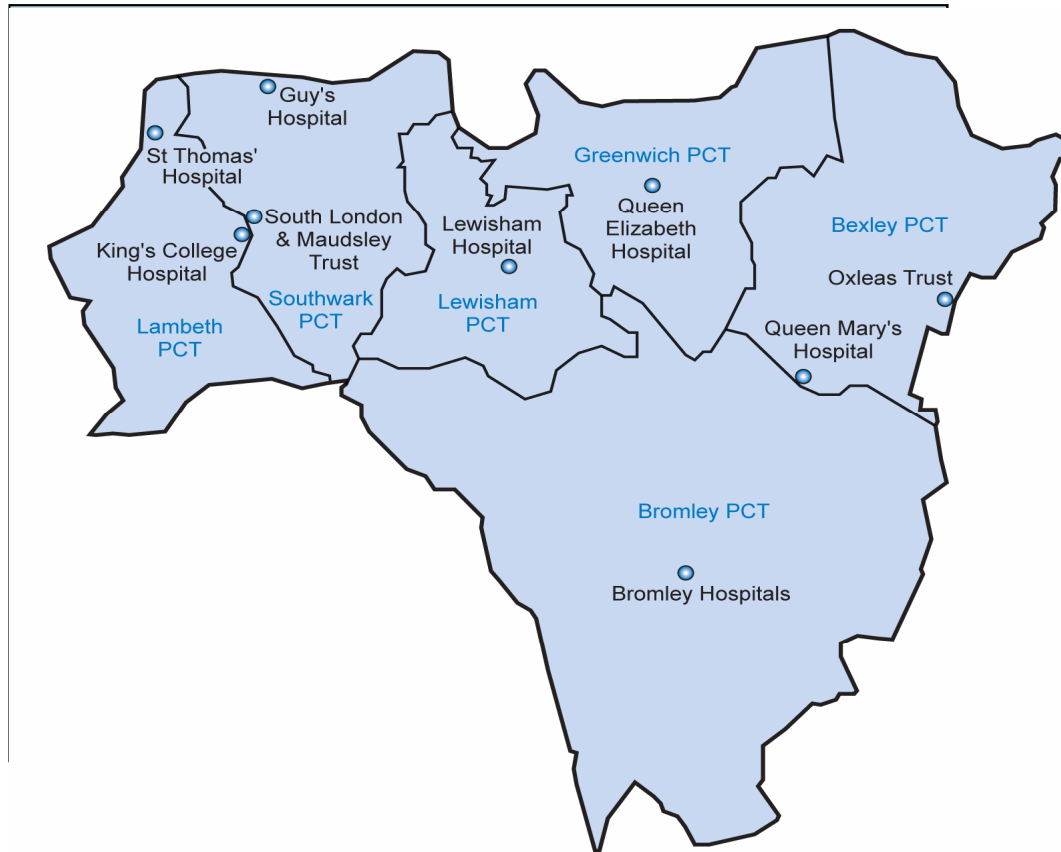 Guy's
Hospital
St Thomas'
Hospital
Greenwich PCT
Queen
Elizabeth
Hospital
South London
& Maudsley
Trust
King's College
Hospital
Lewisham
Hospital
Bexley PCT
Oxleas Trust
Southwark
PCT
Lewisham
PCT
Lambeth
PCT
Queen Mary's
Hospital
Bromley PCT
Bromley Hospitals